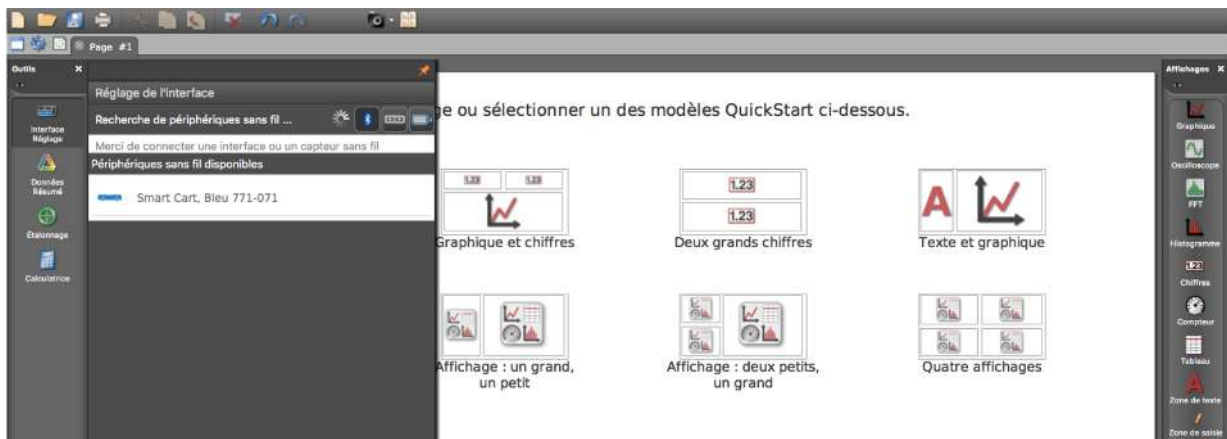 Page #1
Outils
Interface
Réglage
Données
Résumé
Étalonnage
Calculatrice
Réglage de l'interface
Recherche de périphériques sans fil ...
Merci de connecter une interface ou un capteur sans fil
Périphériques sans fil disponibles
Smart Cart, Bleu 771-071
ge ou sélectionner un des modèles QuickStart ci-dessous.
1.23 1.23
Graphique et chiffres
1.23
1.23
Deux grands chiffres
A
Texte et graphique
Affichage : un grand,
un petit
Affichage : deux petits,
un grand
Quatre affichages
Affichages
Graphique
Oscilloscope
FFT
Histogramme
1.23
Chiffres
Compteur
Tableau
A
Zone de texte
Zone de saisie